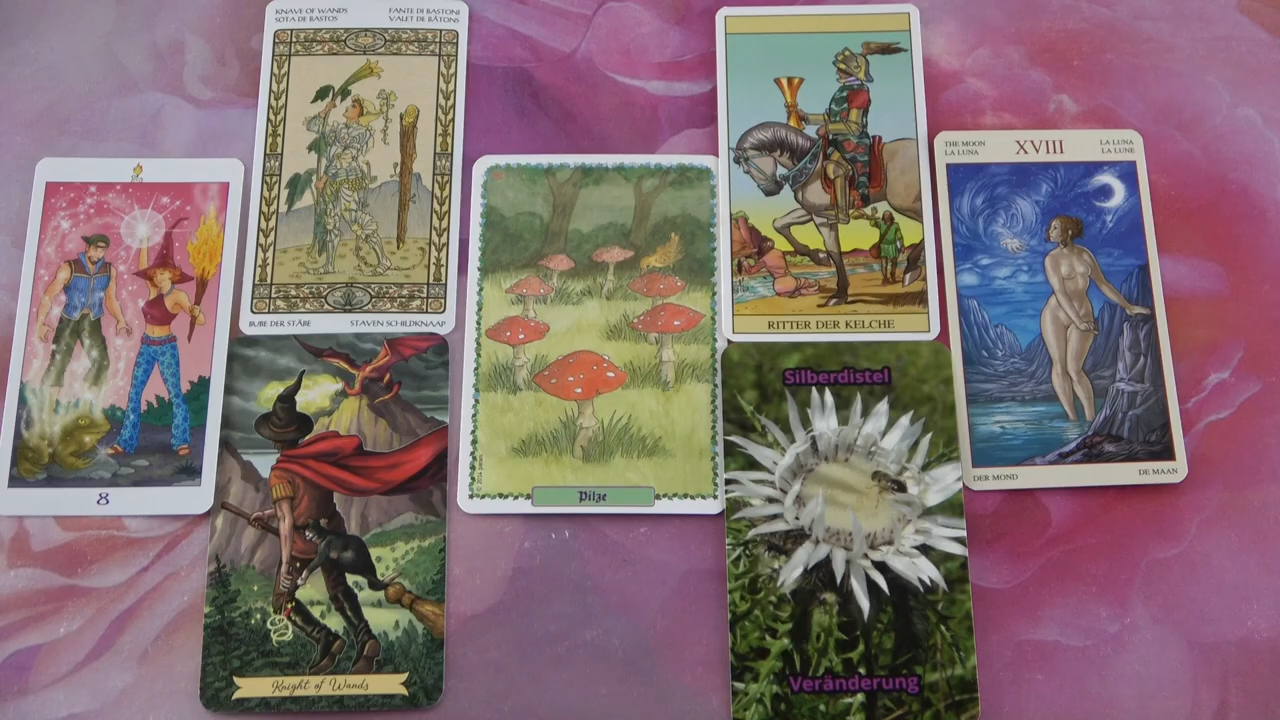 KNAVE OF WANDS
SOTA DE BASTOS
FANTE DI BASTONI
VALET DE BÂTONS
BUBE DER STÄBE
STAVEN SCHILDKNAAP
8
Knight of Wands
Pilze
RITTER DER KELCHE
Silberdistel
Veränderung
THE MOON
LA LUNA
XVIII
LA LUNA
LA LUNE
DER MOND
DE MAAN